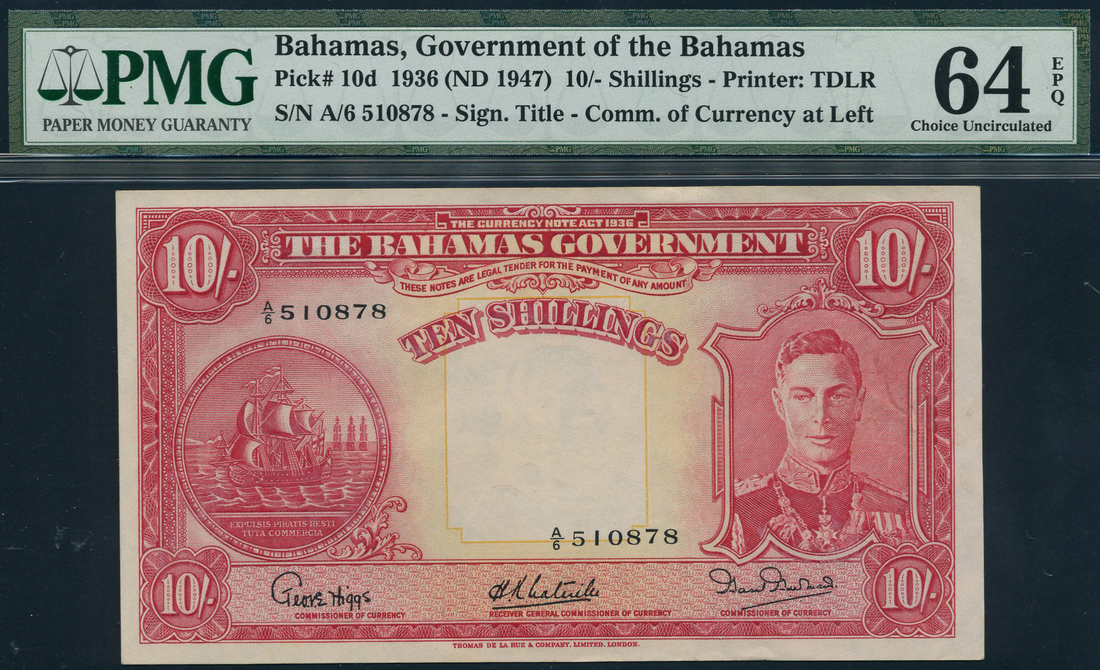 PMG
PAPER MONEY GUARANTY
Bahamas, Government of the Bahamas
Pick# 10d 1936 (ND 1947) 10/- Shillings - Printer: TDLR
S/N A/6 510878 - Sign. Title - Comm. of Currency at Left
64 EPQ
Choice Uncirculated
THE CURRENCY NOTE ACT 1936
10/- THE BAHAMAS GOVERNMENT 10/-
THESE NOTES ARE LEGAL TENDER FOR THE PAYMENT OF ANY AMOUNT
A/6 510878
TEN SHILLINGS
EXPULSIS PIRATIS RESTI
TUTA COMMERCIA
A/6 510878
10/- George Higgs 10/-
COMMISSIONER OF CURRENCY RECEIVER GENERAL COMMISSIONER OF CURRENCY COMMISSIONER OF CURRENCY
THOMAS DE LA RUE & COMPANY, LIMITED, LONDON.